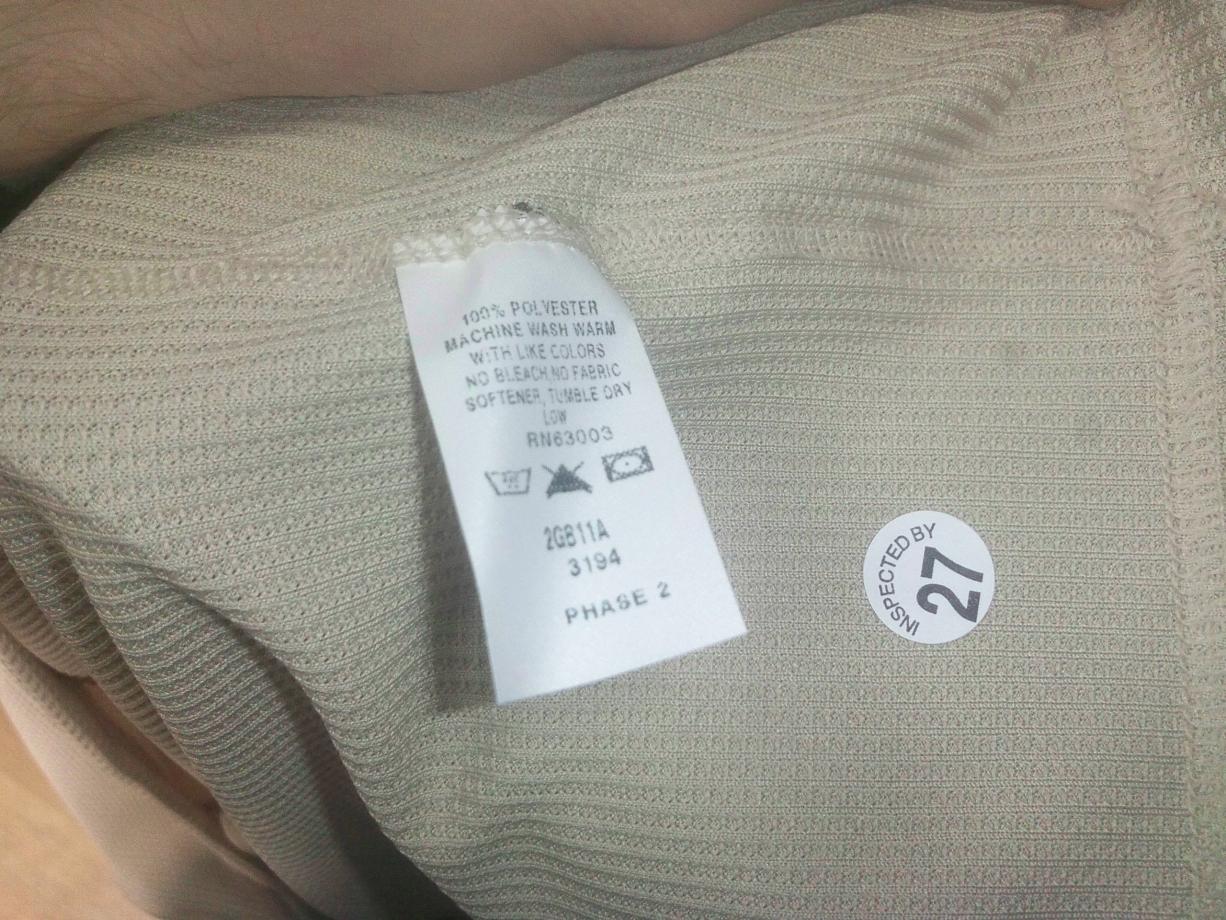 100% POLYESTER
MACHINE WASH WARM
WITH LIKE COLORS
NO BLEACH,NO FABRIC
SOFTENER, TUMBLE DRY
LOW
RN63003
2GB11A
3194
PHASE 2
INSPECTED BY
27